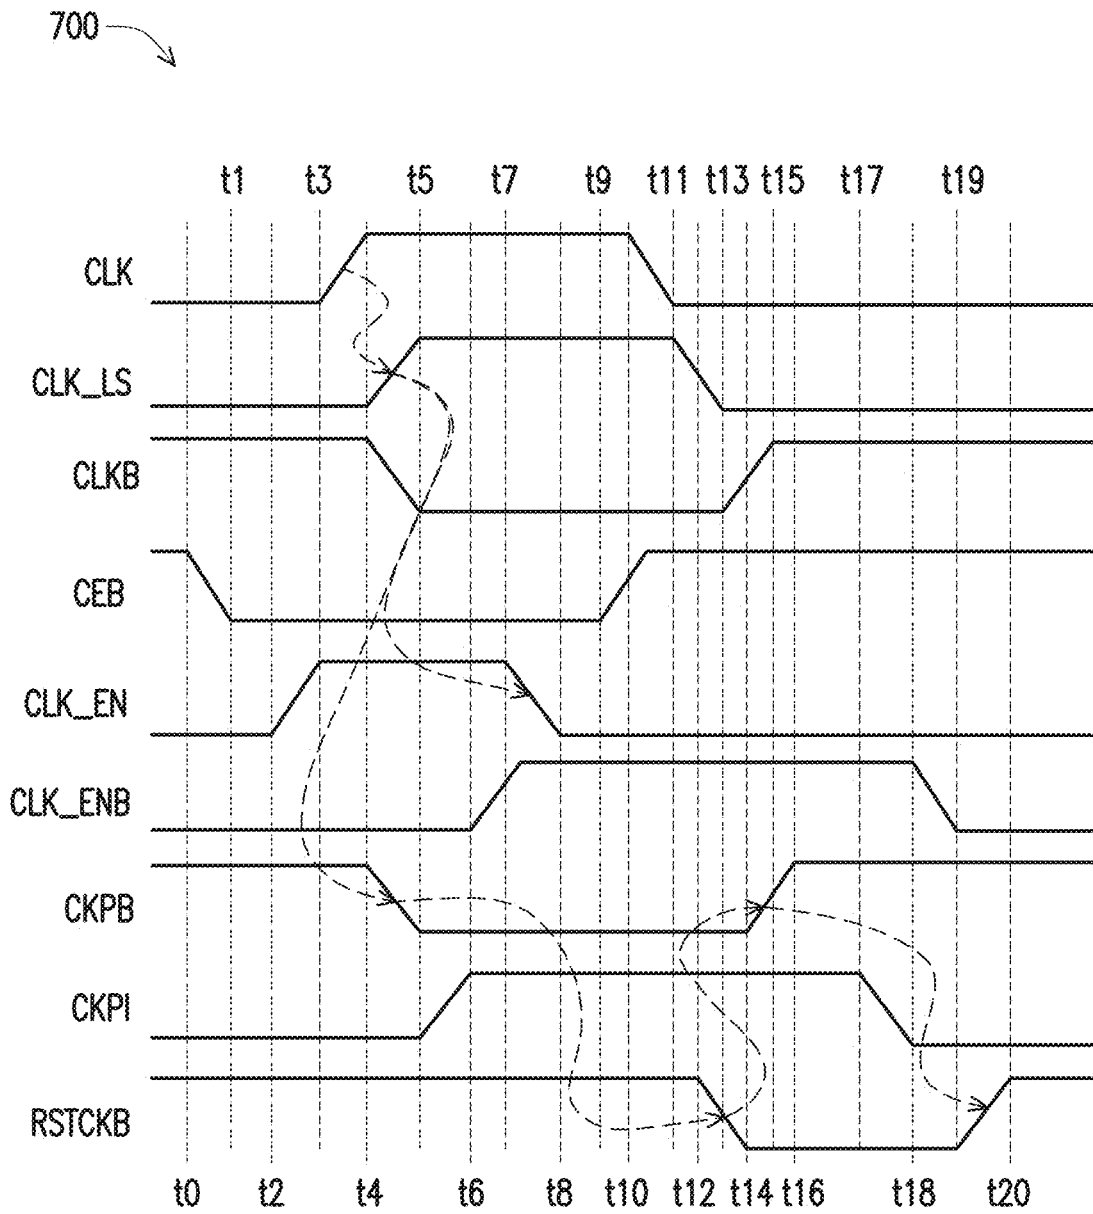 700
t1 t3 t5 t7 t9 t11 t13 t15 t17 t19
CLK
CLK_LS
CLKB
CEB
CLK_EN
CLK_ENB
CKPB
CKPI
RSTCKB
t0 t2 t4 t6 t8 t10 t12 t14 t16 t18 t20